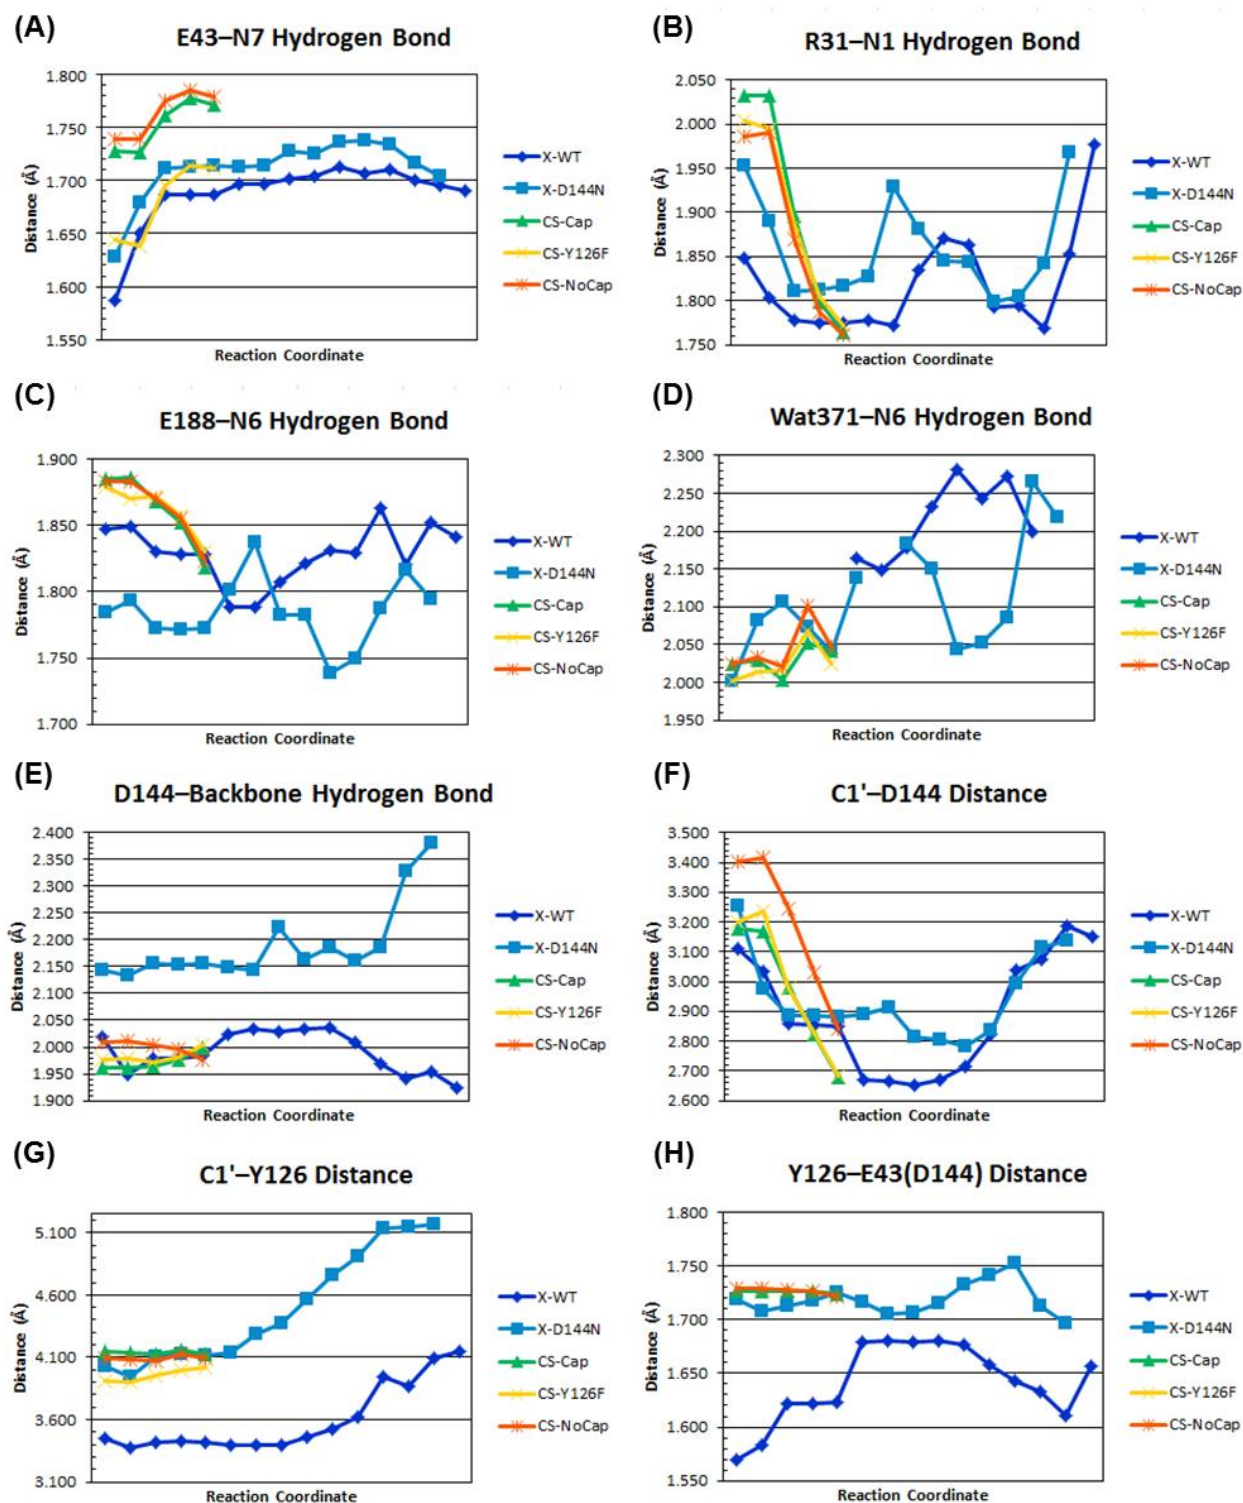 (A)
E43–N7 Hydrogen Bond
1.800
1.750
1.700
1.650
1.600
1.550
Distance (Å)
Reaction Coordinate
X-WT
X-D144N
CS-Cap
CS-Y126F
CS-NoCap
(B)
R31–N1 Hydrogen Bond
2.050
2.000
1.950
1.900
1.850
1.800
1.750
Distance (Å)
Reaction Coordinate
X-WT
X-D144N
CS-Cap
CS-Y126F
CS-NoCap
(C)
E188–N6 Hydrogen Bond
1.900
1.850
1.800
1.750
1.700
Distance (Å)
Reaction Coordinate
X-WT
X-D144N
CS-Cap
CS-Y126F
CS-NoCap
(D)
Wat371–N6 Hydrogen Bond
2.300
2.250
2.200
2.150
2.100
2.050
2.000
1.950
Distance (Å)
Reaction Coordinate
X-WT
X-D144N
CS-Cap
CS-Y126F
CS-NoCap
(E)
D144–Backbone Hydrogen Bond
2.400
2.350
2.300
2.250
2.200
2.150
2.100
2.050
2.000
1.950
1.900
Distance (Å)
Reaction Coordinate
X-WT
X-D144N
CS-Cap
CS-Y126F
CS-NoCap
(F)
C1'–D144 Distance
3.500
3.400
3.300
3.200
3.100
3.000
2.900
2.800
2.700
2.600
Distance (Å)
Reaction Coordinate
X-WT
X-D144N
CS-Cap
CS-Y126F
CS-NoCap
(G)
C1'–Y126 Distance
5.100
4.600
4.100
3.600
3.100
Distance (Å)
Reaction Coordinate
X-WT
X-D144N
CS-Cap
CS-Y126F
CS-NoCap
(H)
Y126–E43(D144) Distance
1.800
1.750
1.700
1.650
1.600
1.550
Distance (Å)
Reaction Coordinate
X-WT
X-D144N
CS-Cap
CS-Y126F
CS-NoCap